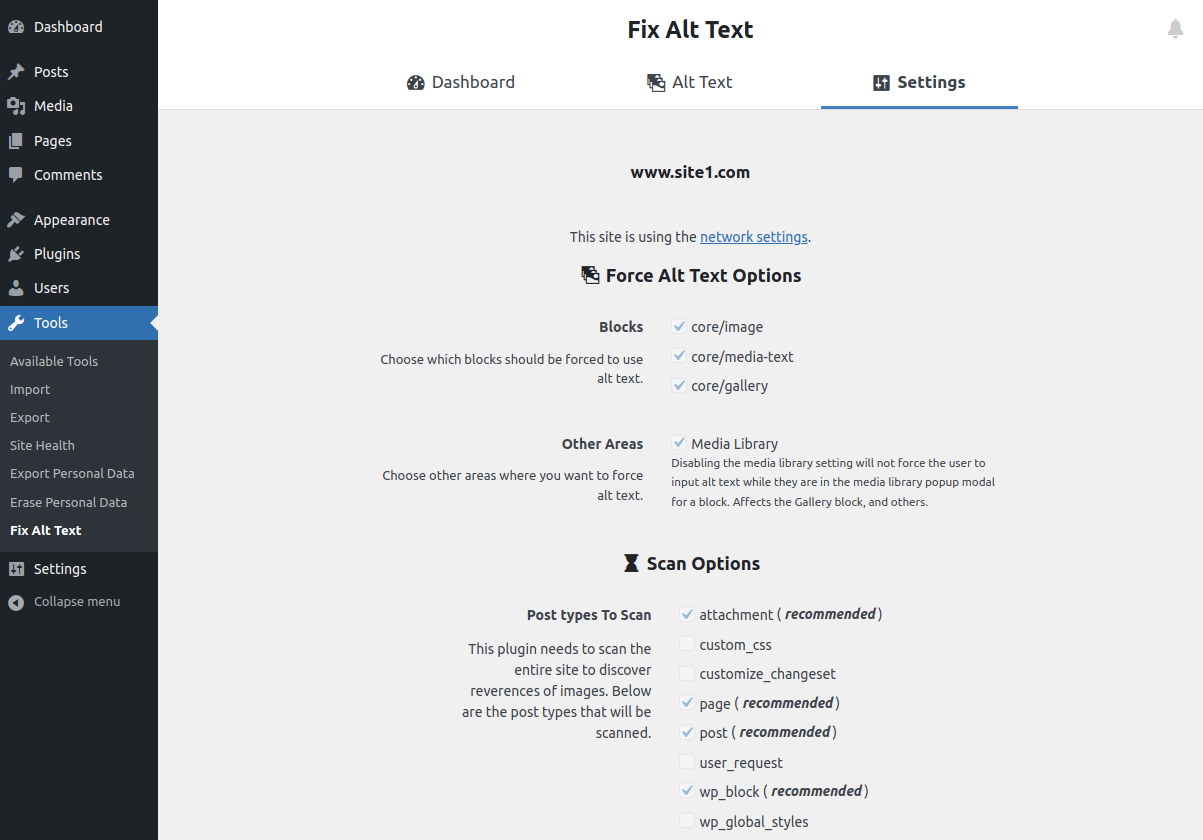 Dashboard
Posts
Media
Pages
Comments
Appearance
Plugins
Users
Tools
Available Tools
Import
Export
Site Health
Export Personal Data
Erase Personal Data
Fix Alt Text
Settings
Collapse menu
Fix Alt Text
Dashboard
Alt Text
Settings
www.site1.com
This site is using the network settings.
Force Alt Text Options
Blocks
Choose which blocks should be forced to use
alt text.
core/image
core/media-text
core/gallery
Other Areas
Choose other areas where you want to force
alt text.
Media Library
Disabling the media library setting will not force the user to
input alt text while they are in the media library popup modal
for a block. Affects the Gallery block, and others.
Scan Options
Post types To Scan
This plugin needs to scan the
entire site to discover
reverences of images. Below
are the post types that will be
scanned.
attachment ( recommended )
custom_css
customize_changeset
page ( recommended )
post ( recommended )
user_request
wp_block ( recommended )
wp_global_styles